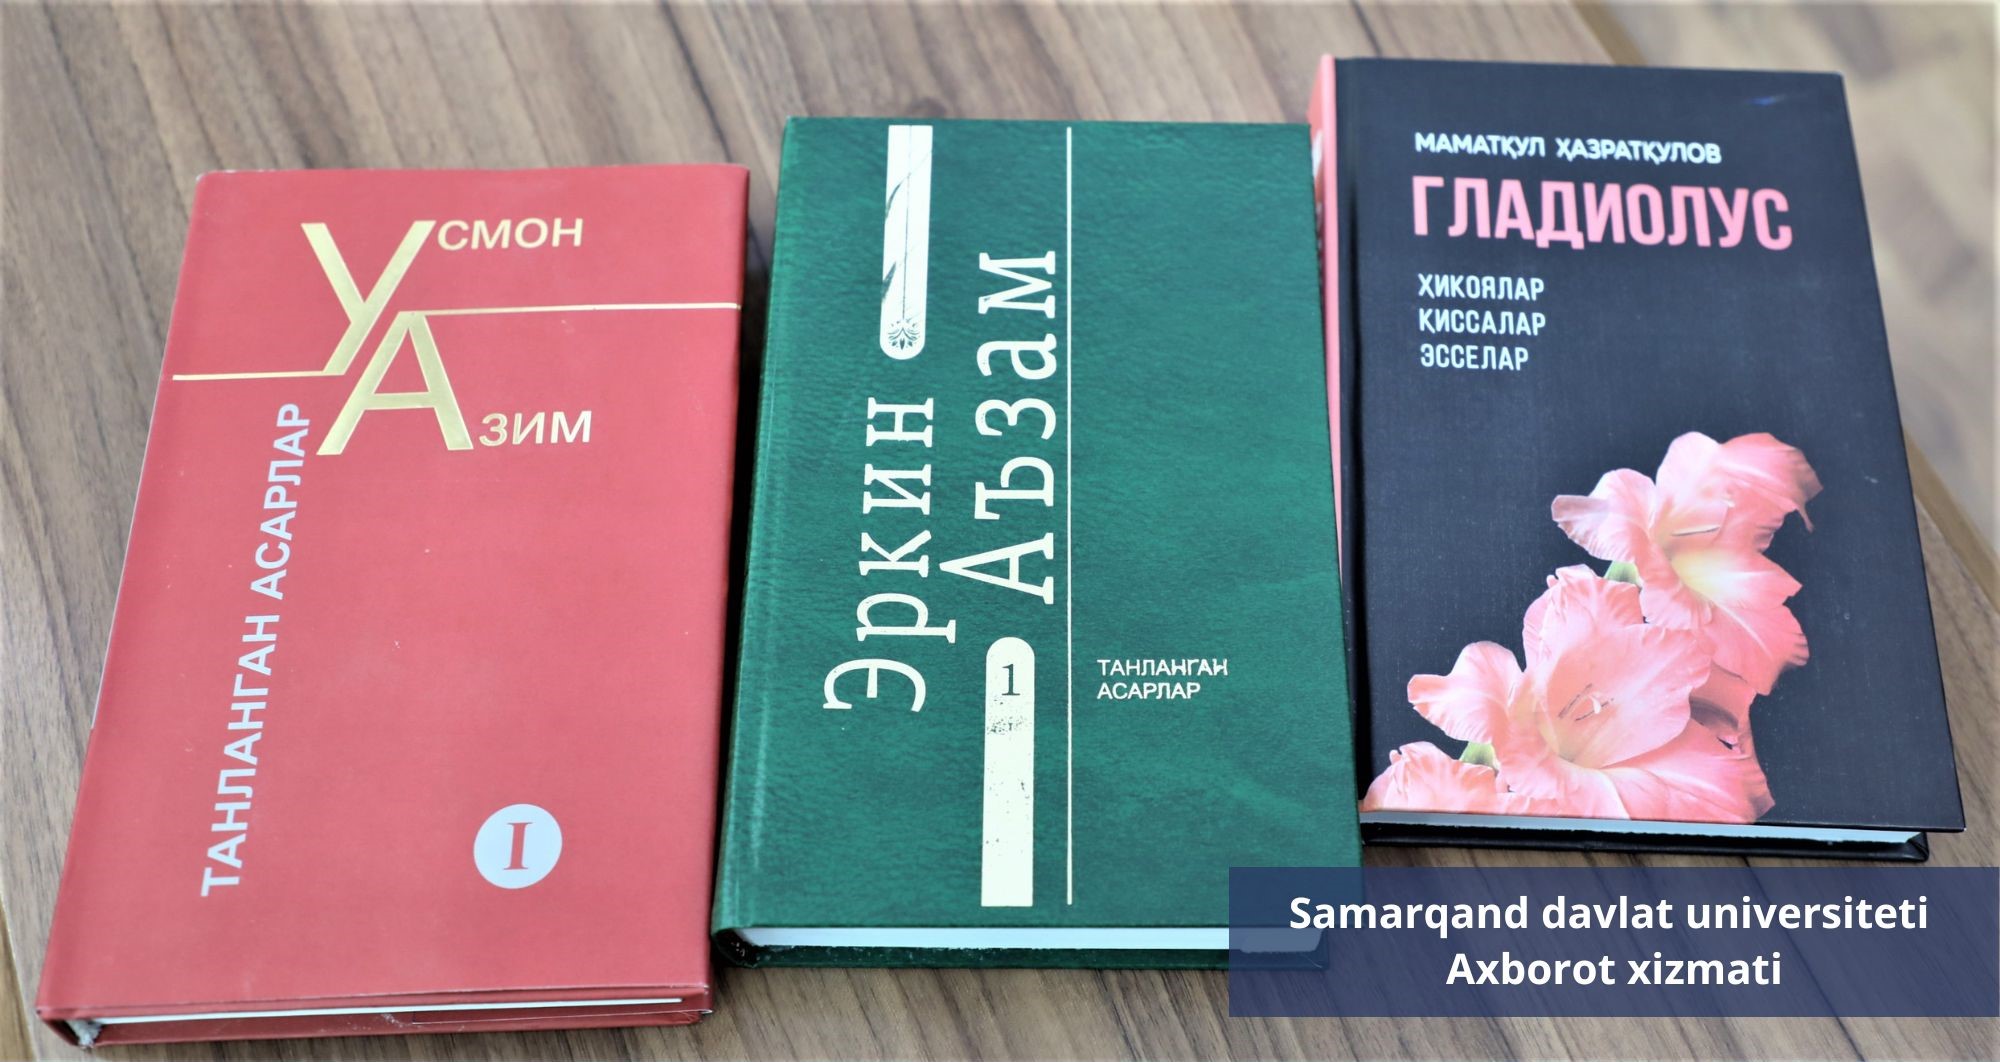 УСМОН
АЗИМ
ТАНЛАНГАН АСАРЛАР
I
Эркин
Аъзам
1
ТАНЛАНГАН
АСАРЛАР
МАМАТҚУЛ ҲАЗРАТҚУЛОВ
ГЛАДИОЛУС
ҲИКОЯЛАР
ҚИССАЛАР
ЭССЕЛАР
Samarqand davlat universiteti
Axborot xizmati